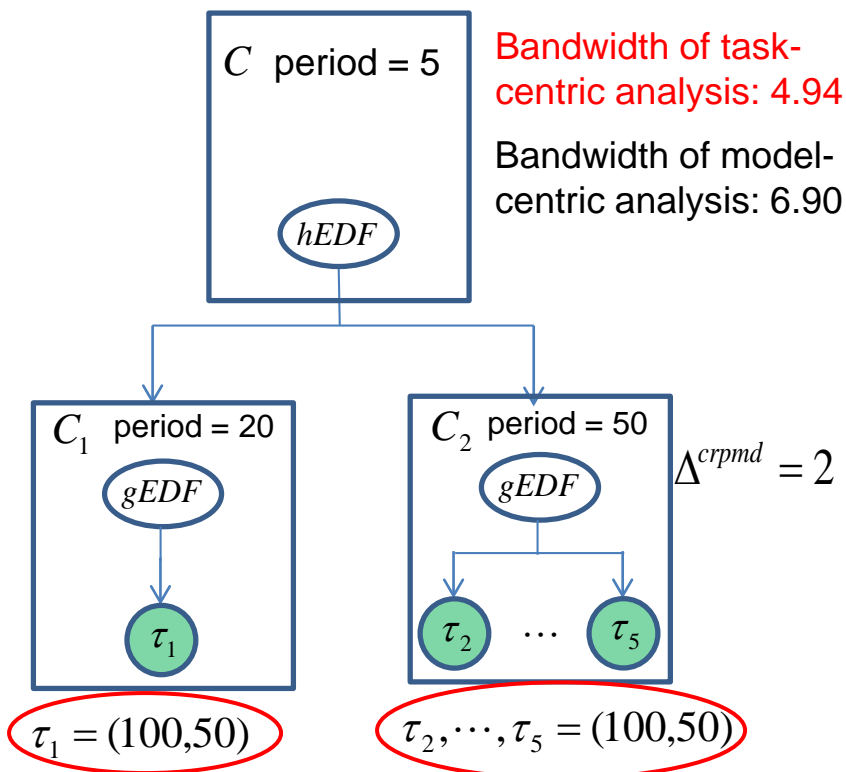 C period = 5
Bandwidth of task-
centric analysis: 4.94
Bandwidth of model-
centric analysis: 6.90
hEDF
C₁ period = 20
C₂ period = 50
gEDF
gEDF
Δ^{crpmd} = 2
τ₁
τ₂ ⋯ τ₅
τ₁ = (100,50)
τ₂,⋯,τ₅ = (100,50)